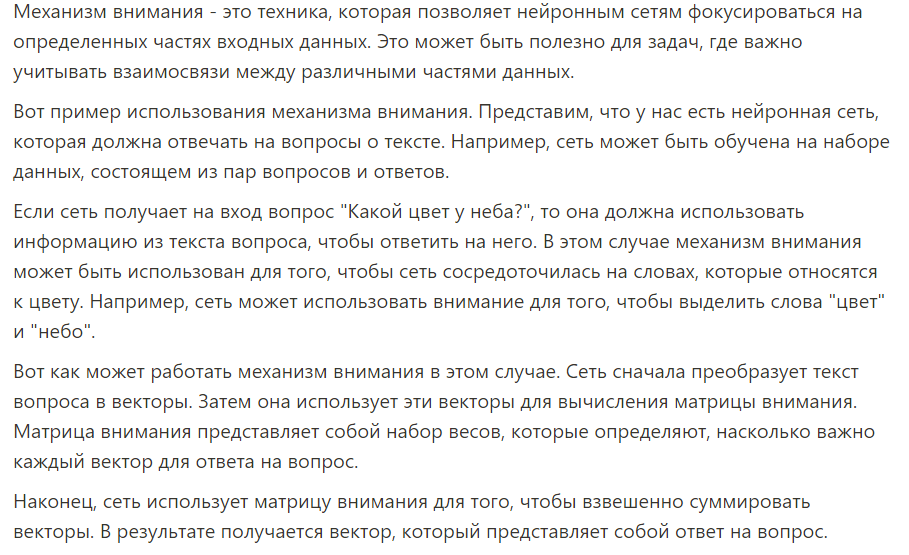 Механизм внимания - это техника, которая позволяет нейронным сетям фокусироваться на
определенных частях входных данных. Это может быть полезно для задач, где важно
учитывать взаимосвязи между различными частями данных.
Вот пример использования механизма внимания. Представим, что у нас есть нейронная сеть,
которая должна отвечать на вопросы о тексте. Например, сеть может быть обучена на наборе
данных, состоящем из пар вопросов и ответов.
Если сеть получает на вход вопрос "Какой цвет у неба?", то она должна использовать
информацию из текста вопроса, чтобы ответить на него. В этом случае механизм внимания
может быть использован для того, чтобы сеть сосредоточилась на словах, которые относятся
к цвету. Например, сеть может использовать внимание для того, чтобы выделить слова "цвет"
и "небо".
Вот как может работать механизм внимания в этом случае. Сеть сначала преобразует текст
вопроса в векторы. Затем она использует эти векторы для вычисления матрицы внимания.
Матрица внимания представляет собой набор весов, которые определяют, насколько важно
каждый вектор для ответа на вопрос.
Наконец, сеть использует матрицу внимания для того, чтобы взвешенно суммировать
векторы. В результате получается вектор, который представляет собой ответ на вопрос.